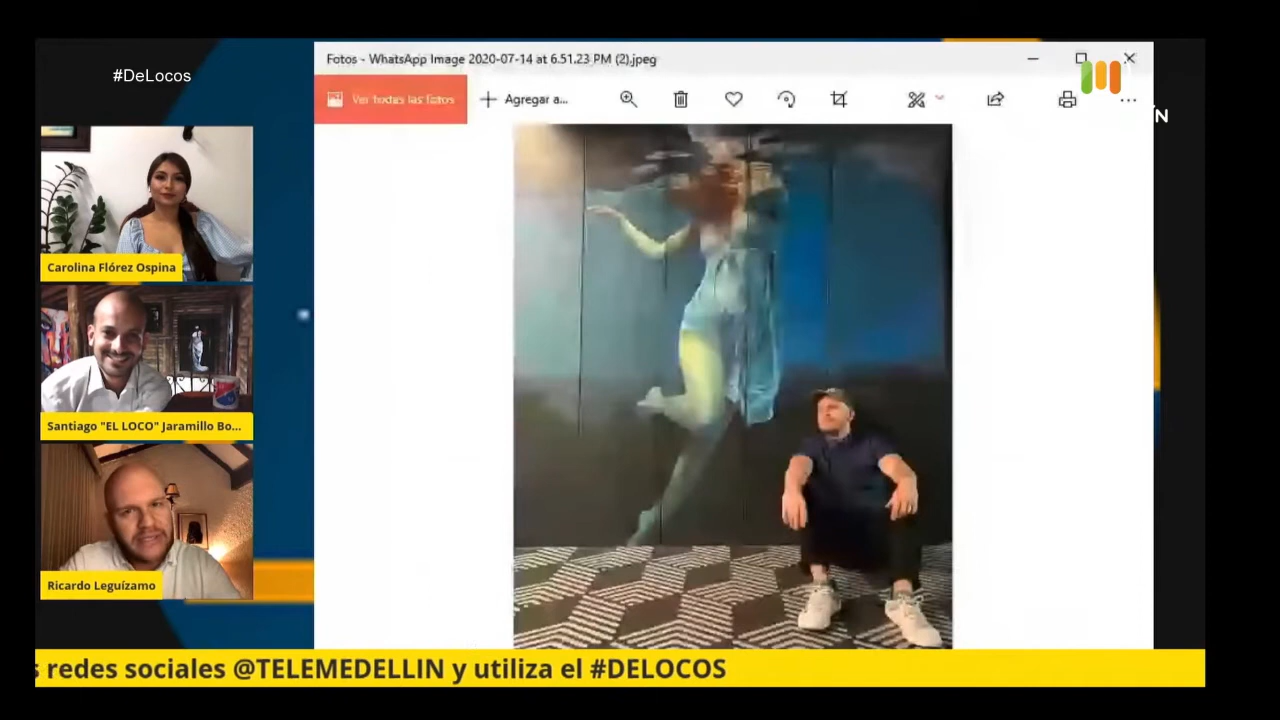 #DeLocos
Fotos - WhatsApp Image 2020-07-14 at 6.51.23 PM (2).jpeg
Ver todas las fotos
Agregar a...
ÍN
Carolina Flórez Ospina
Santiago "EL LOCO" Jaramillo Bo...
Ricardo Leguízamo
s redes sociales @TELEMEDELLIN y utiliza el #DELOCOS